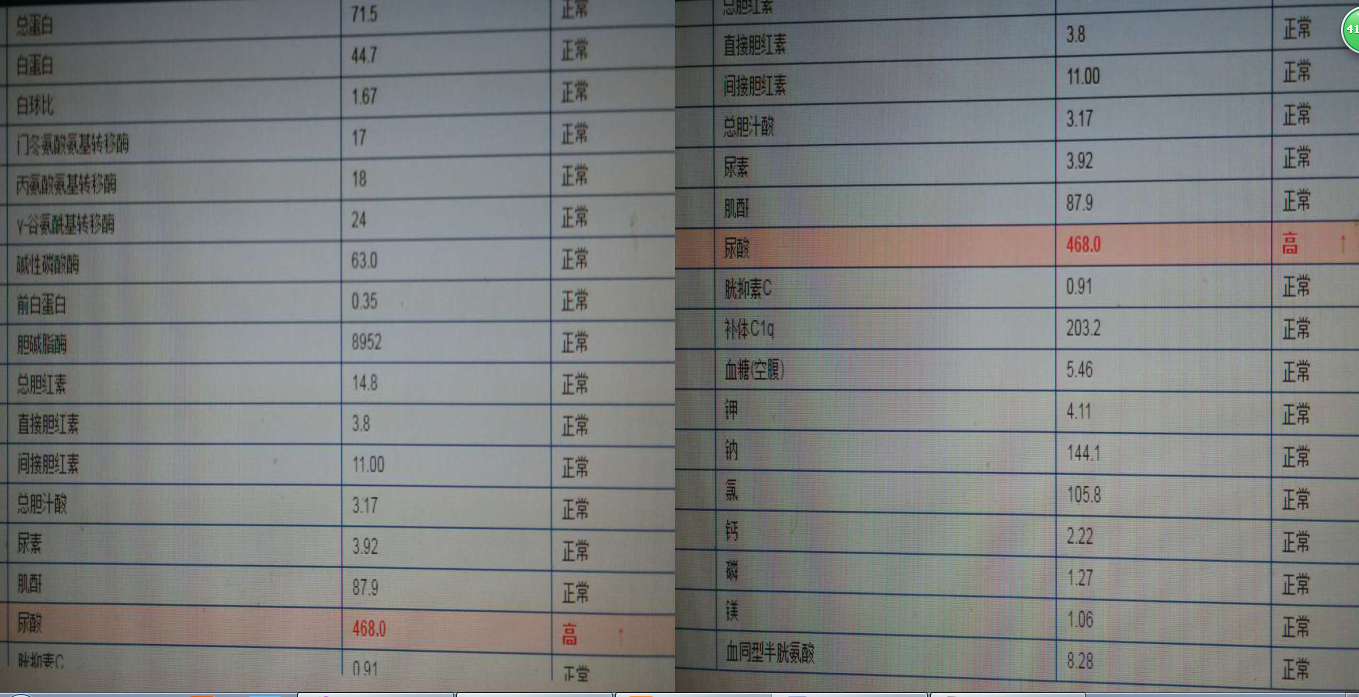 总蛋白 71.5 正常
白蛋白 44.7 正常
白球比 1.67 正常
门冬氨酸氨基转移酶 17 正常
丙氨酸氨基转移酶 18 正常
γ-谷氨酰基转移酶 24 正常
碱性磷酸酶 63.0 正常
前白蛋白 0.35 正常
胆碱脂酶 8952 正常
总胆红素 14.8 正常
直接胆红素 3.8 正常
间接胆红素 11.00 正常
总胆汁酸 3.17 正常
尿素 3.92 正常
肌酐 87.9 正常
尿酸 468.0 高 ↑
胱抑素C 0.91 正常
总胆红素
直接胆红素 3.8 正常
间接胆红素 11.00 正常
总胆汁酸 3.17 正常
尿素 3.92 正常
肌酐 87.9 正常
尿酸 468.0 高 ↑
胱抑素C 0.91 正常
补体C1q 203.2 正常
血糖(空腹) 5.46 正常
钾 4.11 正常
钠 144.1 正常
氯 105.8 正常
钙 2.22 正常
磷 1.27 正常
镁 1.06 正常
血同型半胱氨酸 8.28 正常